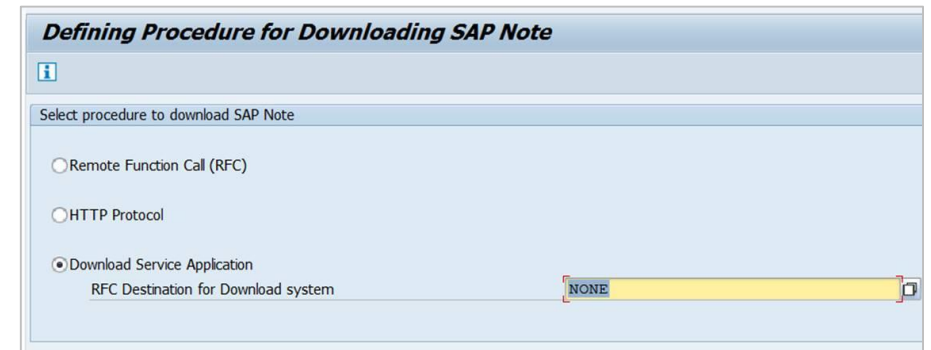 Defining Procedure for Downloading SAP Note
Select procedure to download SAP Note
Remote Function Call (RFC)
HTTP Protocol
Download Service Application
RFC Destination for Download system NONE